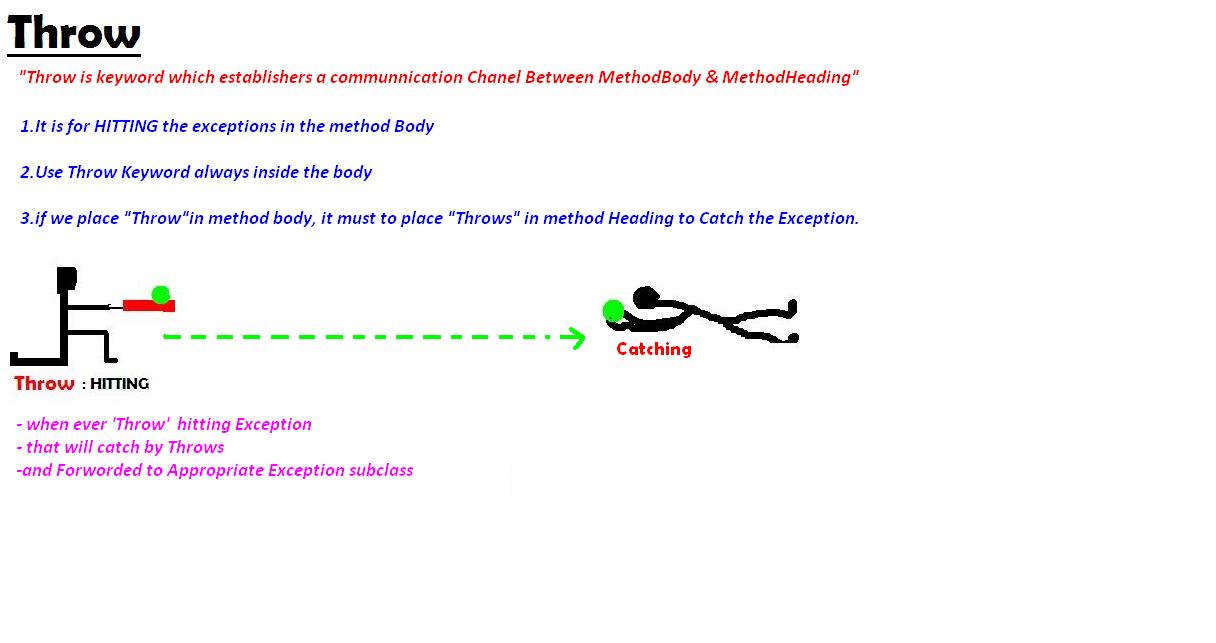 Throw
"Throw is keyword which establishers a communnication Chanel Between MethodBody & MethodHeading"
1.It is for HITTING the exceptions in the method Body
2.Use Throw Keyword always inside the body
3.if we place "Throw"in method body, it must to place "Throws" in method Heading to Catch the Exception.
Catching
Throw : HITTING
- when ever 'Throw' hitting Exception
- that will catch by Throws
-and Forworded to Appropriate Exception subclass